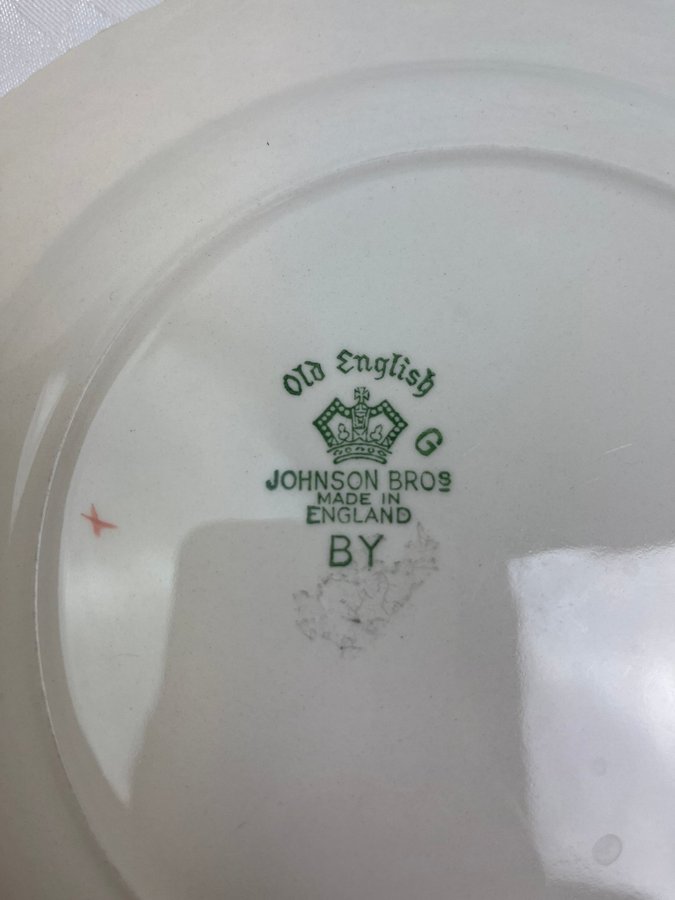 Old English
G
JOHNSON BROS
MADE IN
ENGLAND
BY